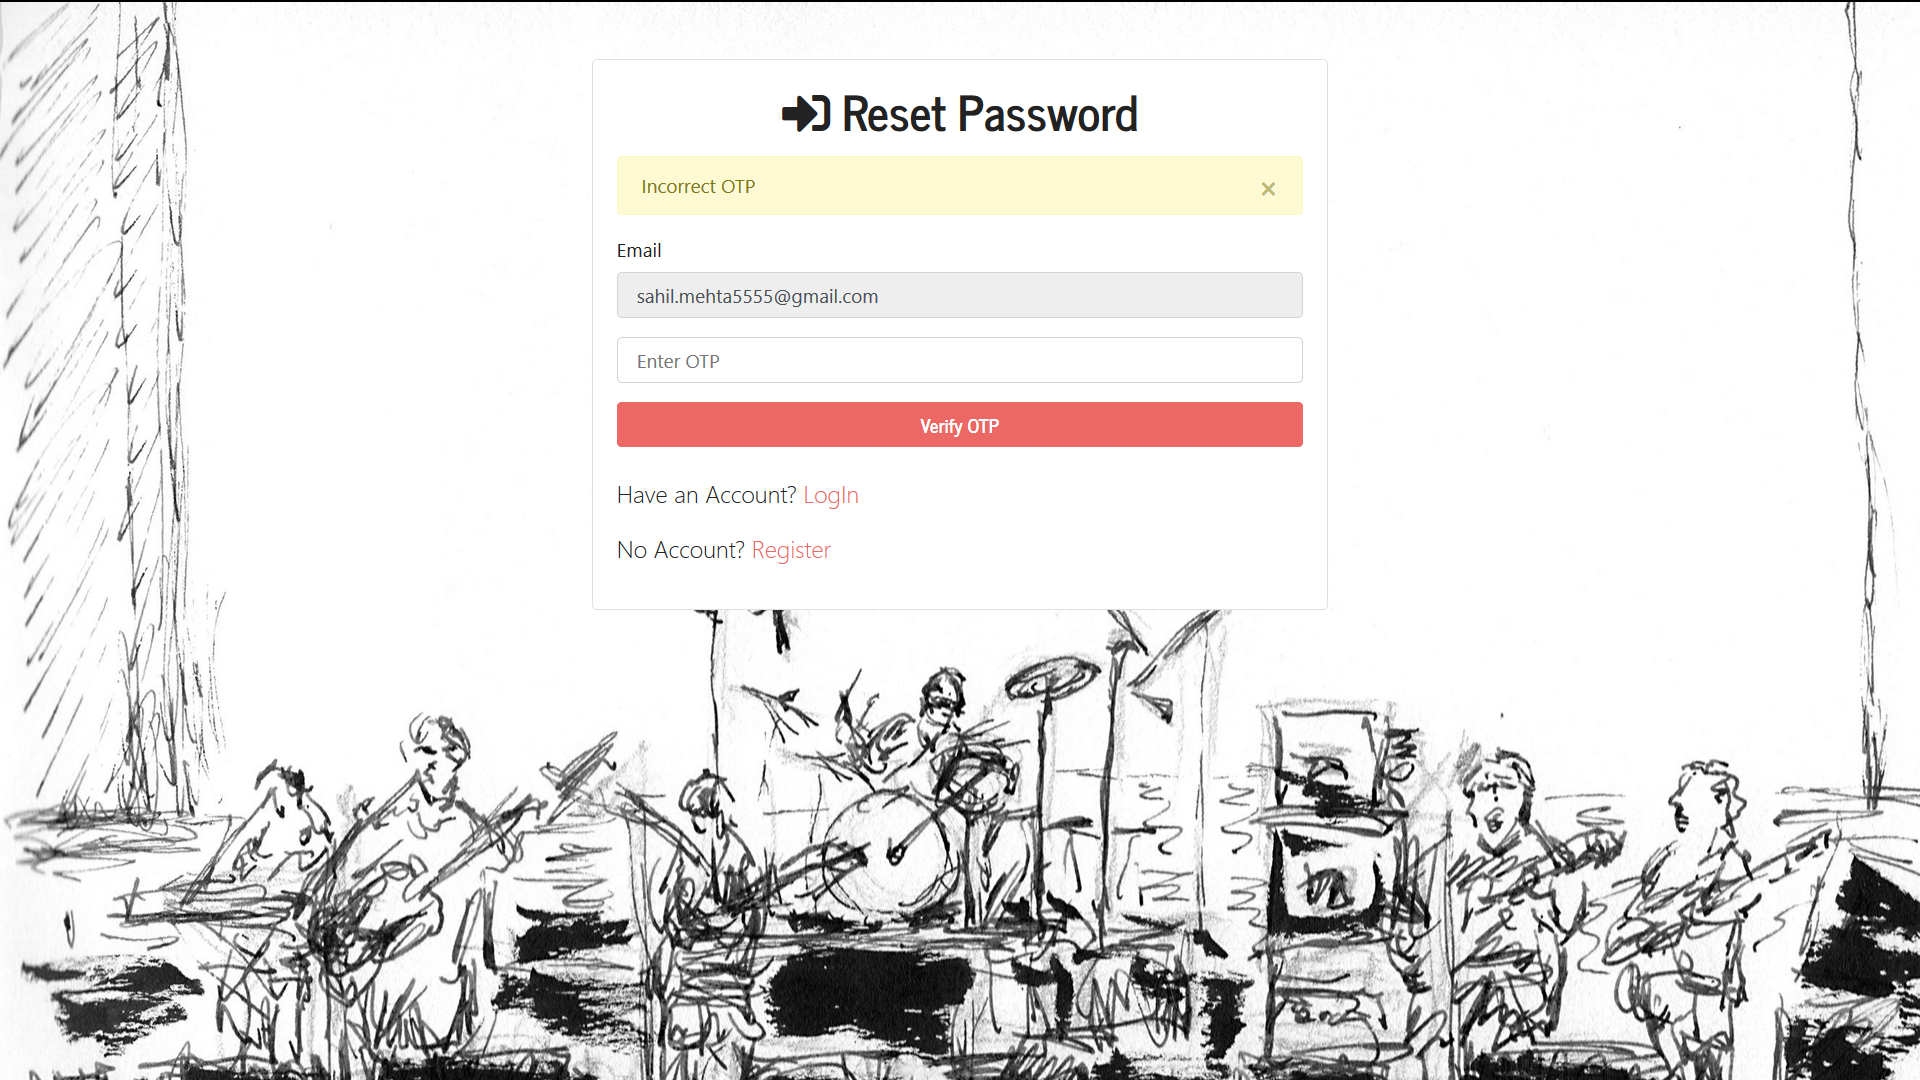 Reset Password
Incorrect OTP ×
Email
sahil.mehta5555@gmail.com
Enter OTP
Verify OTP
Have an Account? LogIn
No Account? Register